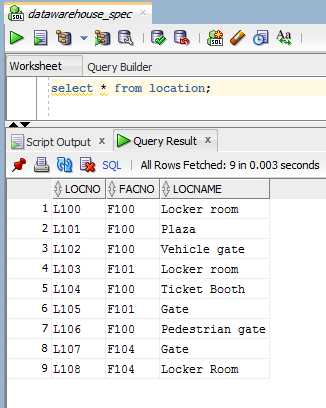 datawarehouse_spec ×
SQL Aa
Worksheet Query Builder
select * from location;
Script Output × Query Result ×
SQL | All Rows Fetched: 9 in 0.003 seconds
LOCNO FACNO LOCNAME
1 L100 F100 Locker room
2 L101 F100 Plaza
3 L102 F100 Vehicle gate
4 L103 F101 Locker room
5 L104 F100 Ticket Booth
6 L105 F101 Gate
7 L106 F100 Pedestrian gate
8 L107 F104 Gate
9 L108 F104 Locker Room